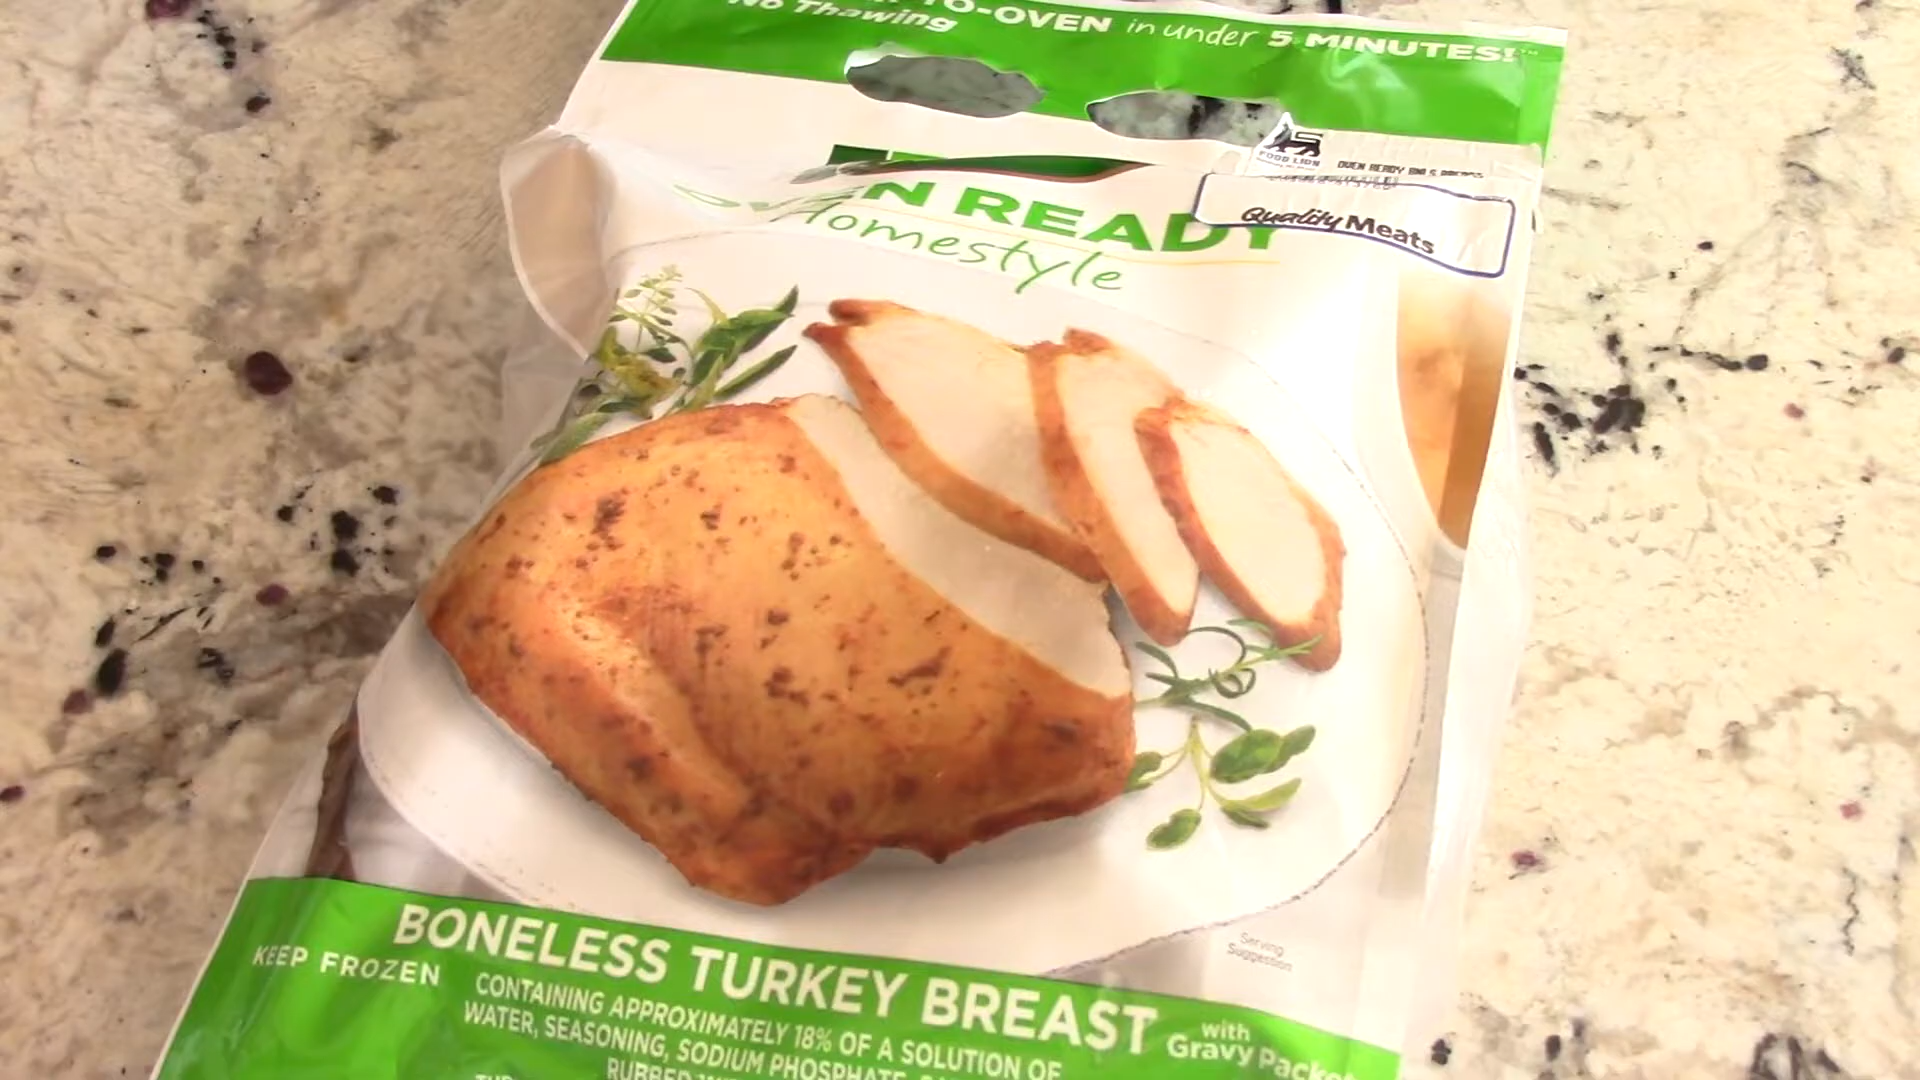 TO-OVEN in under 5 MINUTES!
No Thawing
FOOD LION
OVEN READY
Homestyle
Quality Meats
Serving
Suggestion
BONELESS TURKEY BREAST with
Gravy Packet
KEEP FROZEN
CONTAINING APPROXIMATELY 18% OF A SOLUTION OF
WATER, SEASONING, SODIUM PHOSPHATE,
RUBBED